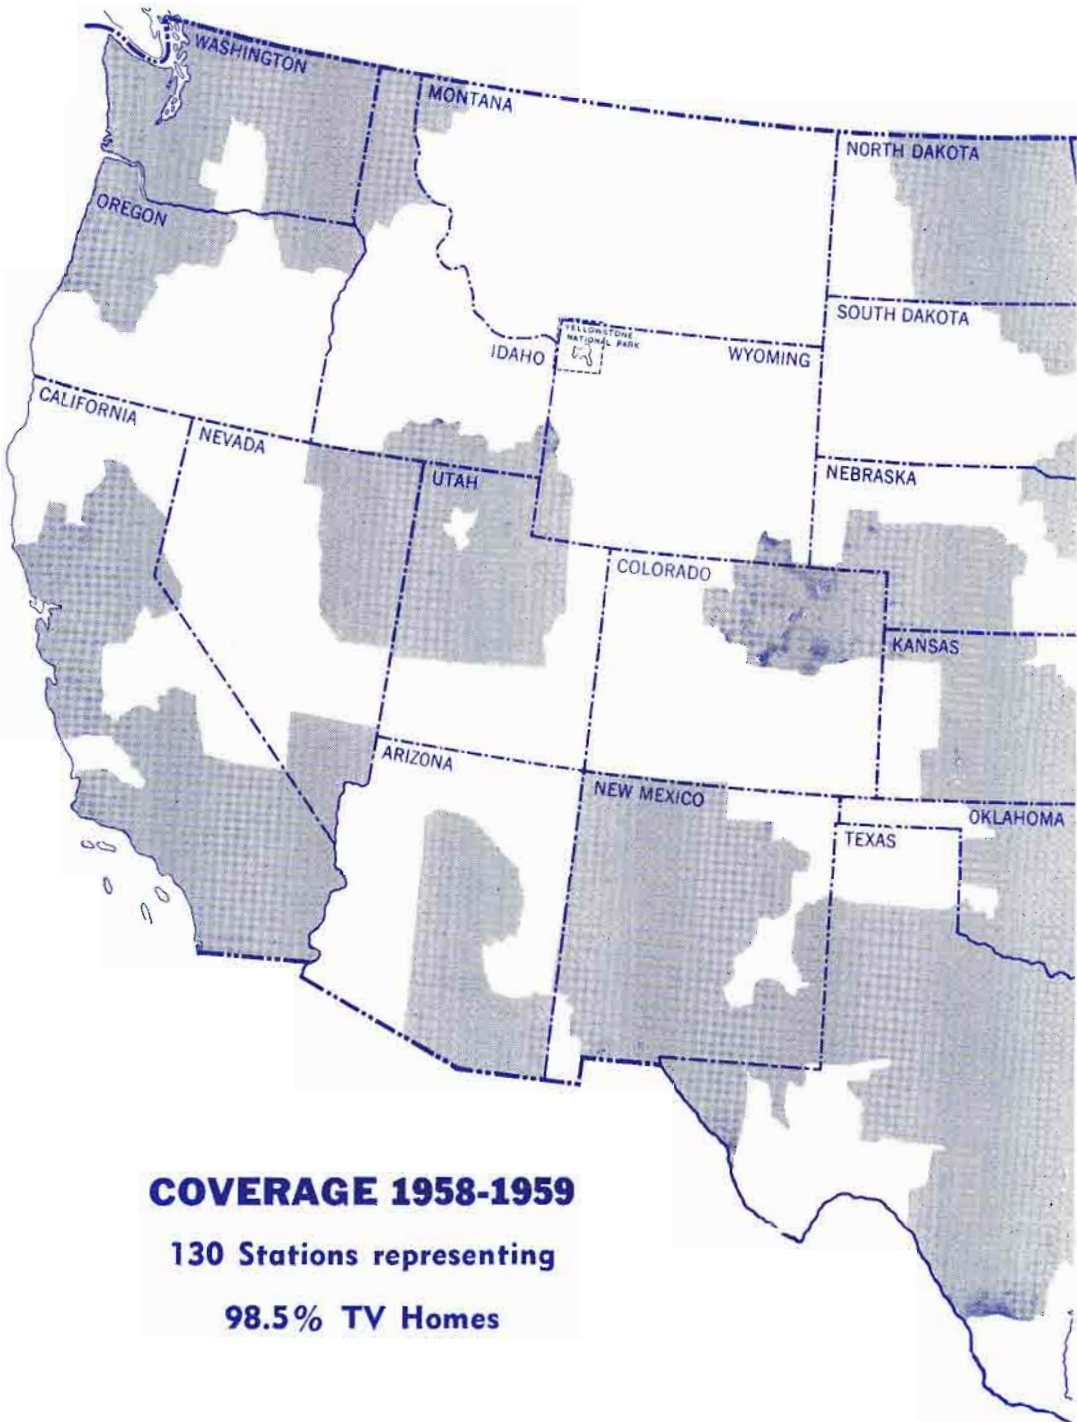 WASHINGTON
MONTANA
NORTH DAKOTA
OREGON
SOUTH DAKOTA
YELLOWSTONE
NATIONAL PARK
IDAHO
WYOMING
CALIFORNIA
NEVADA
UTAH
NEBRASKA
COLORADO
KANSAS
ARIZONA
NEW MEXICO
OKLAHOMA
TEXAS
COVERAGE 1958-1959
130 Stations representing
98.5% TV Homes